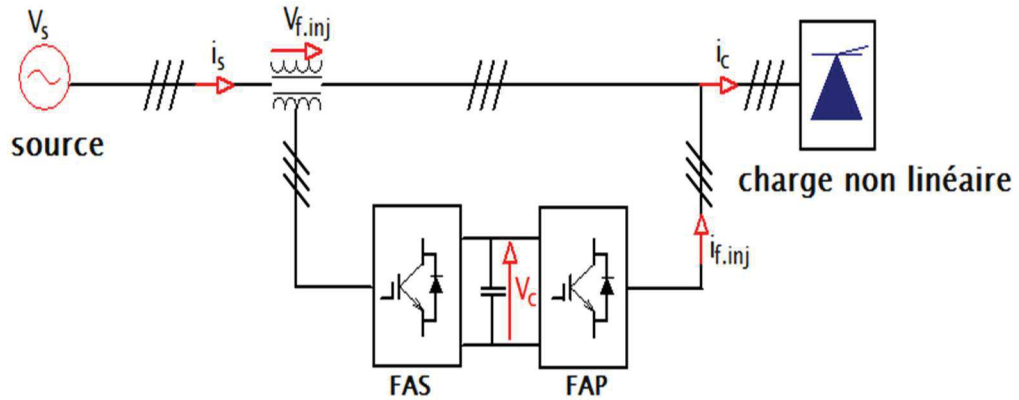 Vs
Vf.inj
is
ic
source
charge non linéaire
if.inj
Vc
FAS
FAP